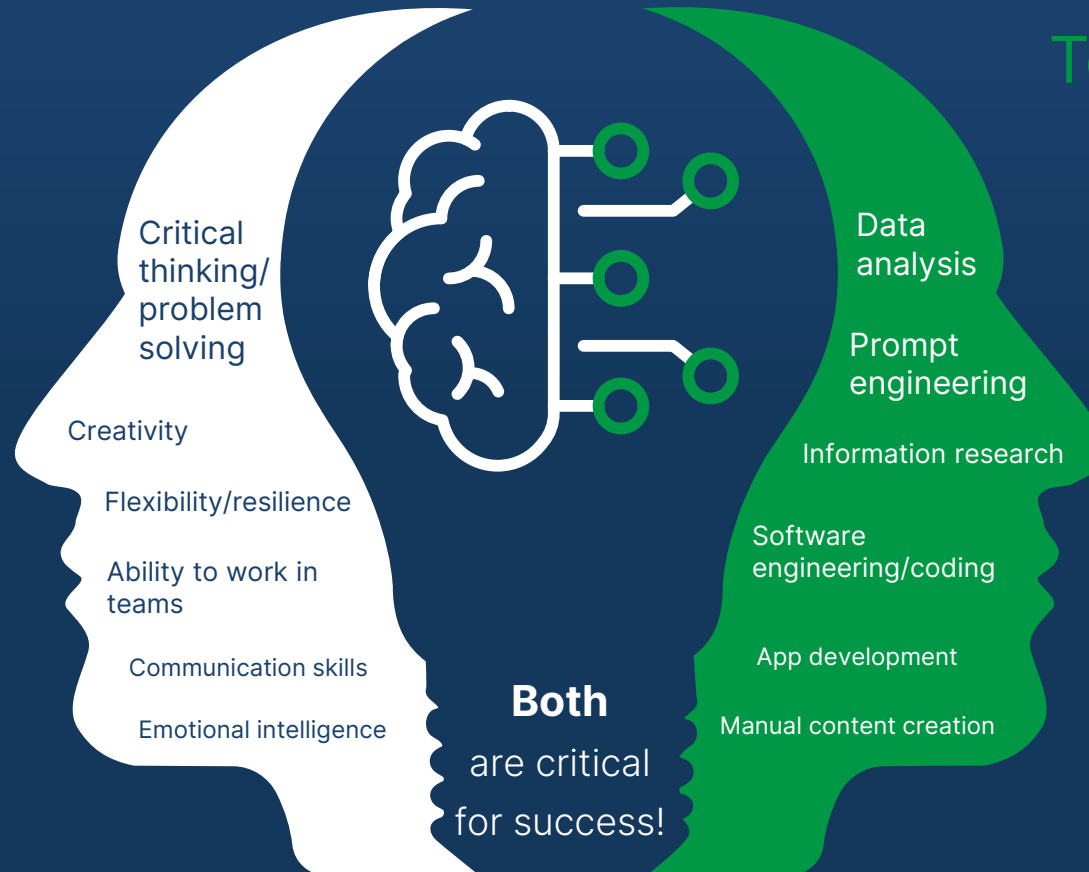 Critical
thinking/
problem
solving
Creativity
Flexibility/resilience
Ability to work in
teams
Communication skills
Emotional intelligence
Both
are critical
for success!
Data
analysis
Prompt
engineering
Information research
Software
engineering/coding
App development
Manual content creation